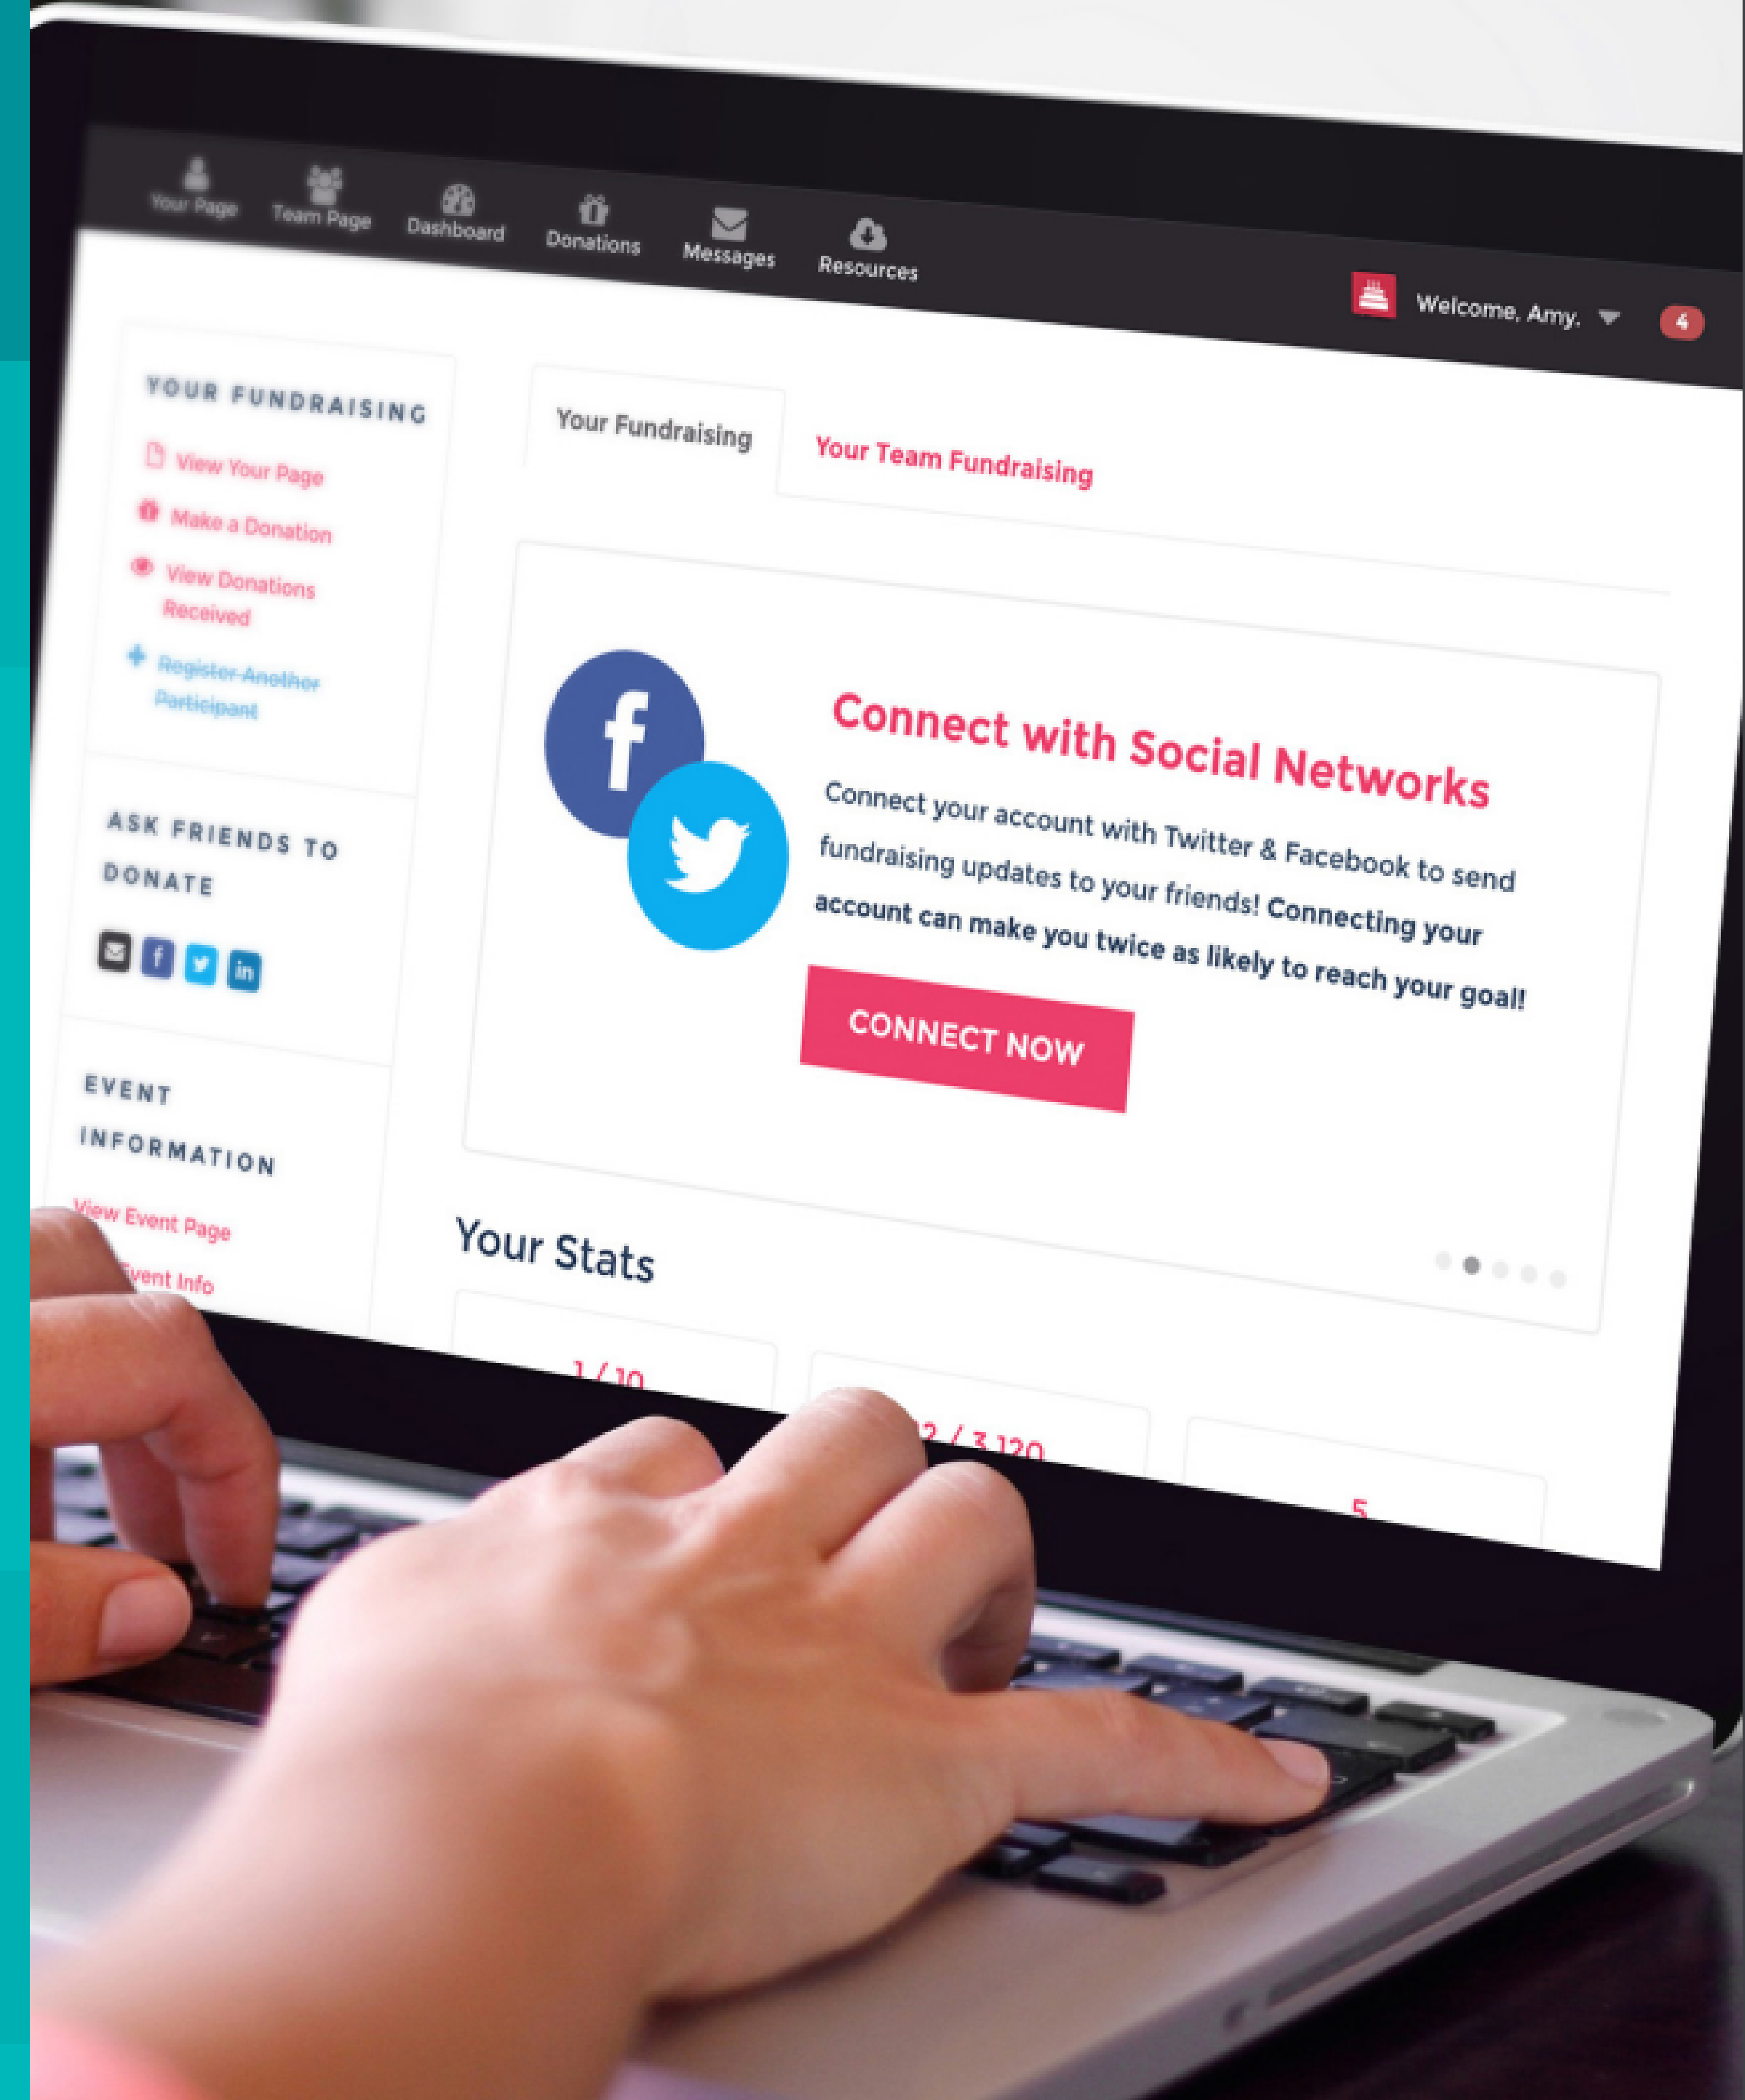 Your Page
Team Page
Dashboard
Donations
Messages
Resources
Welcome, Amy.
4
YOUR FUNDRAISING
View Your Page
Make a Donation
View Donations
Received
Register Another
Participant
ASK FRIENDS TO
DONATE
f
in
EVENT
INFORMATION
View Event Page
Event Info
Your Fundraising
Your Team Fundraising
f
Connect with Social Networks
Connect your account with Twitter & Facebook to send
fundraising updates to your friends! Connecting your
account can make you twice as likely to reach your goal!
CONNECT NOW
Your Stats
1 / 10
2 / 3,120
5